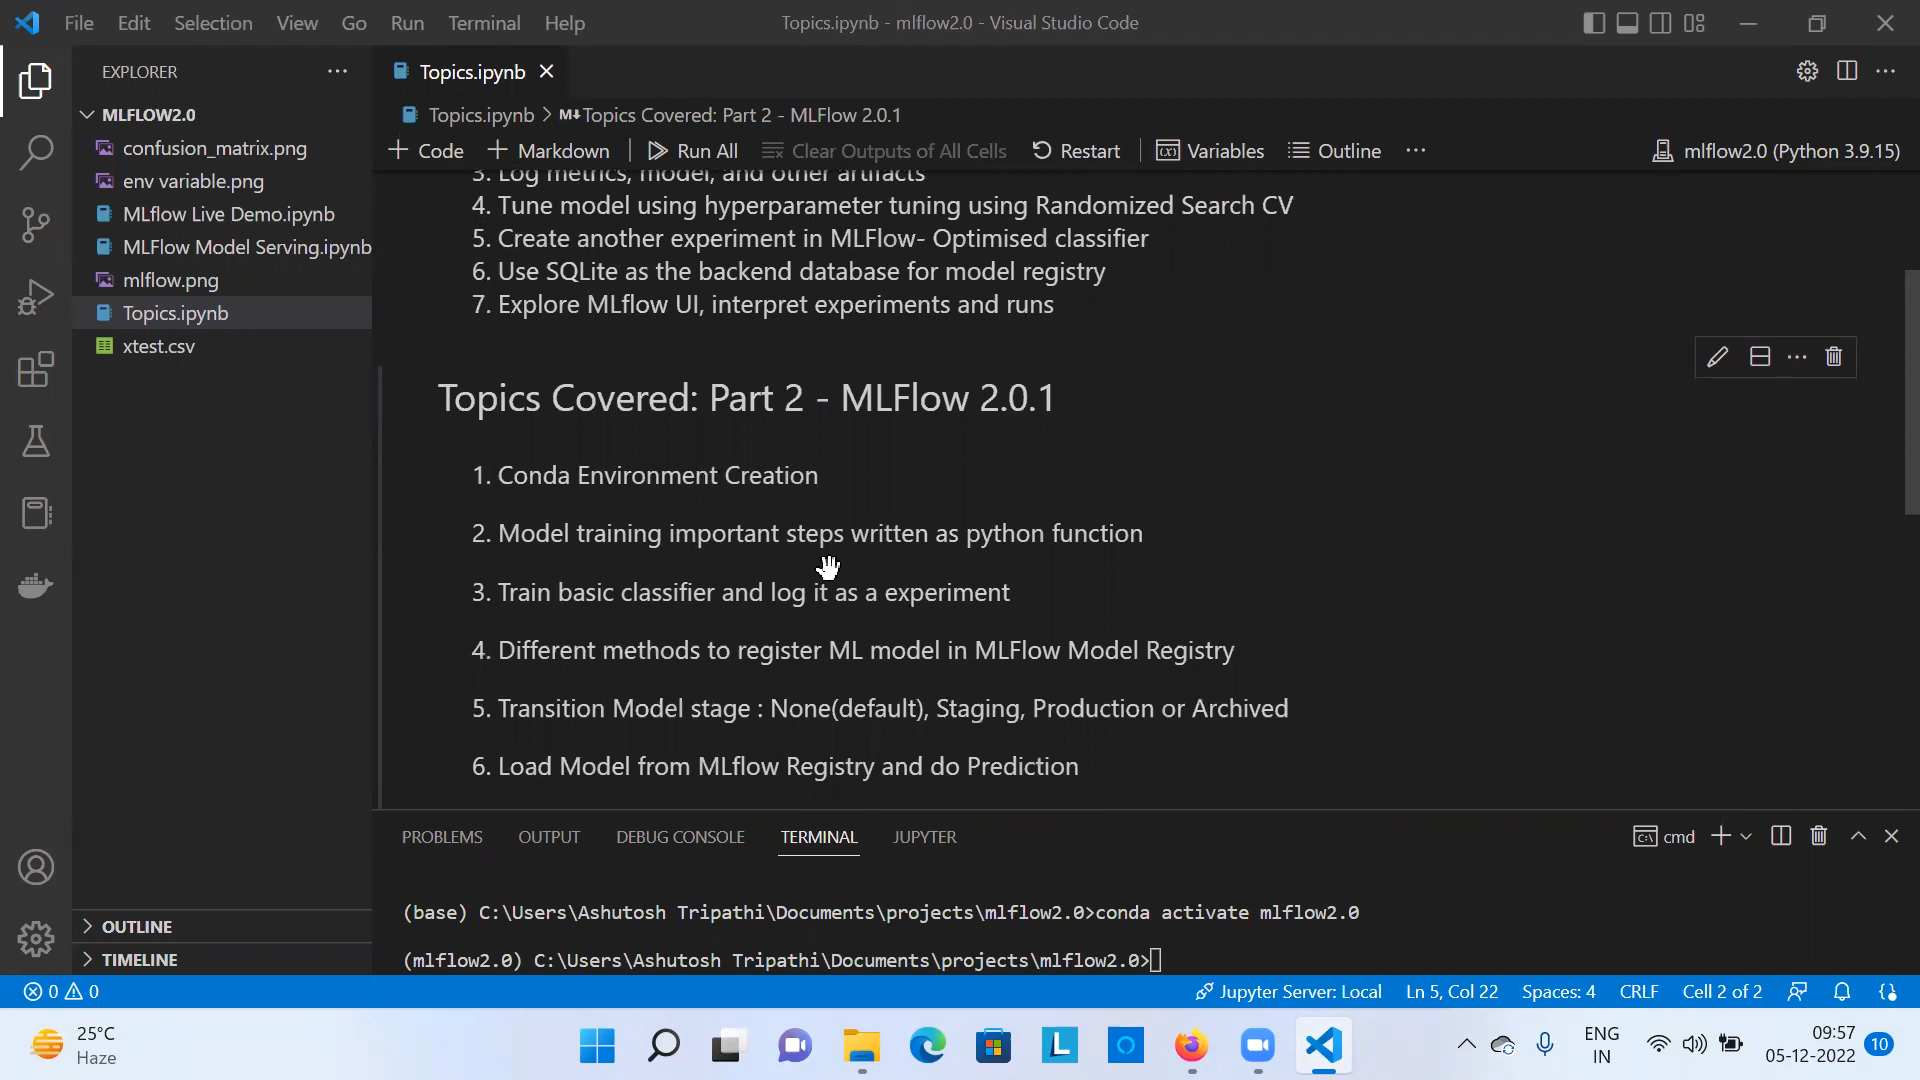 File Edit Selection View Go Run Terminal Help
Topics.ipynb - mlflow2.0 - Visual Studio Code
EXPLORER
MLFLOW2.0
confusion_matrix.png
env variable.png
MLflow Live Demo.ipynb
MLFlow Model Serving.ipynb
mlflow.png
Topics.ipynb
xtest.csv
OUTLINE
TIMELINE
Topics.ipynb
Topics.ipynb > M↓Topics Covered: Part 2 - MLFlow 2.0.1
+ Code + Markdown Run All Clear Outputs of All Cells Restart Variables Outline ··· mlflow2.0 (Python 3.9.15)
3. Log metrics, model, and other artifacts
4. Tune model using hyperparameter tuning using Randomized Search CV
5. Create another experiment in MLFlow- Optimised classifier
6. Use SQLite as the backend database for model registry
7. Explore MLflow UI, interpret experiments and runs
Topics Covered: Part 2 - MLFlow 2.0.1
1. Conda Environment Creation
2. Model training important steps written as python function
3. Train basic classifier and log it as a experiment
4. Different methods to register ML model in MLFlow Model Registry
5. Transition Model stage : None(default), Staging, Production or Archived
6. Load Model from MLflow Registry and do Prediction
PROBLEMS OUTPUT DEBUG CONSOLE TERMINAL JUPYTER
cmd
(base) C:\Users\Ashutosh Tripathi\Documents\projects\mlflow2.0>conda activate mlflow2.0
(mlflow2.0) C:\Users\Ashutosh Tripathi\Documents\projects\mlflow2.0>
0 0
Jupyter Server: Local Ln 5, Col 22 Spaces: 4 CRLF Cell 2 of 2
25°C
Haze
ENG
IN
09:57
05-12-2022
10